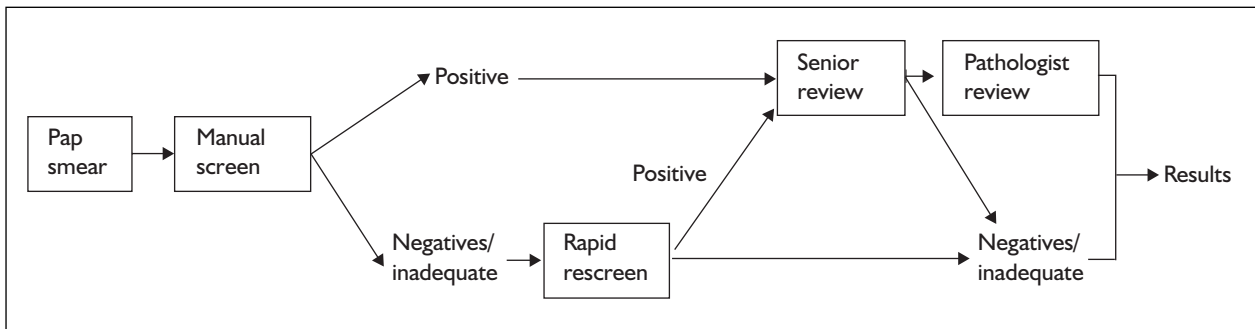 Pap
smear
Manual
screen
Positive
Negatives/
inadequate
Rapid
rescreen
Positive
Senior
review
Pathologist
review
Negatives/
inadequate
Results